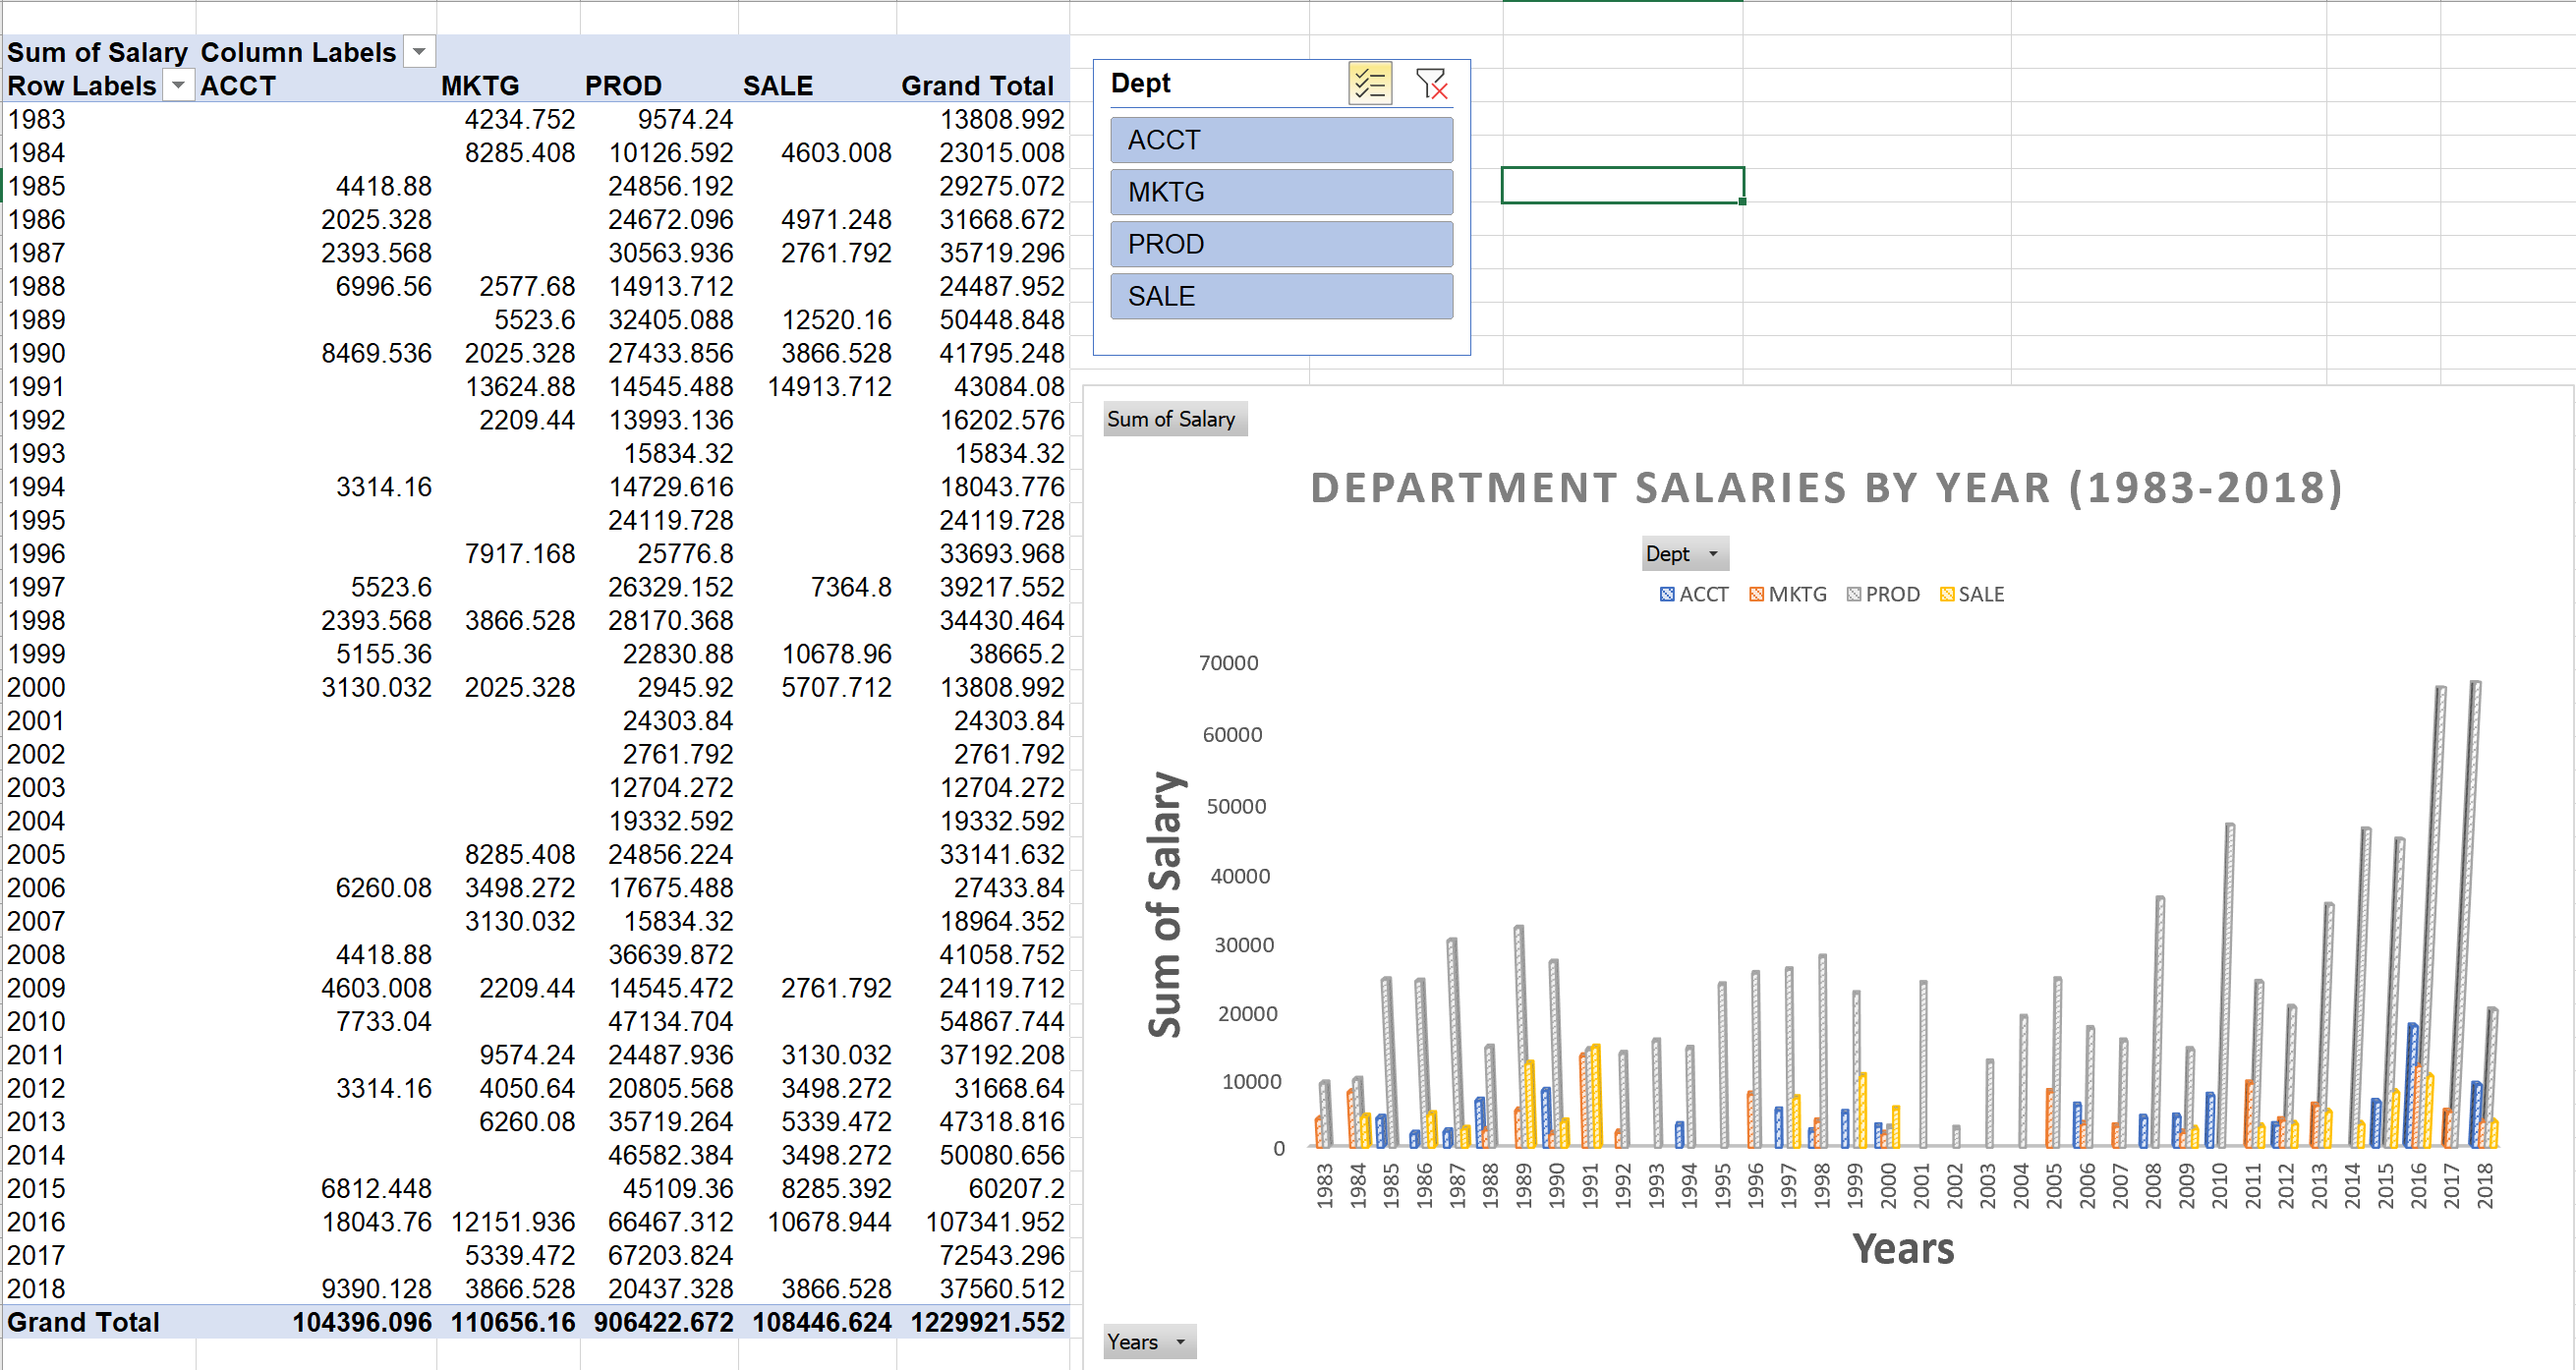 Sum of Salary Column Labels
Row Labels ACCT MKTG PROD SALE Grand Total
1983 4234.752 9574.24 13808.992
1984 8285.408 10126.592 4603.008 23015.008
1985 4418.88 24856.192 29275.072
1986 2025.328 24672.096 4971.248 31668.672
1987 2393.568 30563.936 2761.792 35719.296
1988 6996.56 2577.68 14913.712 24487.952
1989 5523.6 32405.088 12520.16 50448.848
1990 8469.536 2025.328 27433.856 3866.528 41795.248
1991 13624.88 14545.488 14913.712 43084.08
1992 2209.44 13993.136 16202.576
1993 15834.32 15834.32
1994 3314.16 14729.616 18043.776
1995 24119.728 24119.728
1996 7917.168 25776.8 33693.968
1997 5523.6 26329.152 7364.8 39217.552
1998 2393.568 3866.528 28170.368 34430.464
1999 5155.36 22830.88 10678.96 38665.2
2000 3130.032 2025.328 2945.92 5707.712 13808.992
2001 24303.84 24303.84
2002 2761.792 2761.792
2003 12704.272 12704.272
2004 19332.592 19332.592
2005 8285.408 24856.224 33141.632
2006 6260.08 3498.272 17675.488 27433.84
2007 3130.032 15834.32 18964.352
2008 4418.88 36639.872 41058.752
2009 4603.008 2209.44 14545.472 2761.792 24119.712
2010 7733.04 47134.704 54867.744
2011 9574.24 24487.936 3130.032 37192.208
2012 3314.16 4050.64 20805.568 3498.272 31668.64
2013 6260.08 35719.264 5339.472 47318.816
2014 46582.384 3498.272 50080.656
2015 6812.448 45109.36 8285.392 60207.2
2016 18043.76 12151.936 66467.312 10678.944 107341.952
2017 5339.472 67203.824 72543.296
2018 9390.128 3866.528 20437.328 3866.528 37560.512
Grand Total 104396.096 110656.16 906422.672 108446.624 1229921.552
Dept
ACCT
MKTG
PROD
SALE
Sum of Salary
DEPARTMENT SALARIES BY YEAR (1983-2018)
Dept
ACCT MKTG PROD SALE
70000
60000
50000
40000
30000
20000
10000
0
Sum of Salary
1983 1984 1985 1986 1987 1988 1989 1990 1991 1992 1993 1994 1995 1996 1997 1998 1999 2000 2001 2002 2003 2004 2005 2006 2007 2008 2009 2010 2011 2012 2013 2014 2015 2016 2017 2018
Years
Years